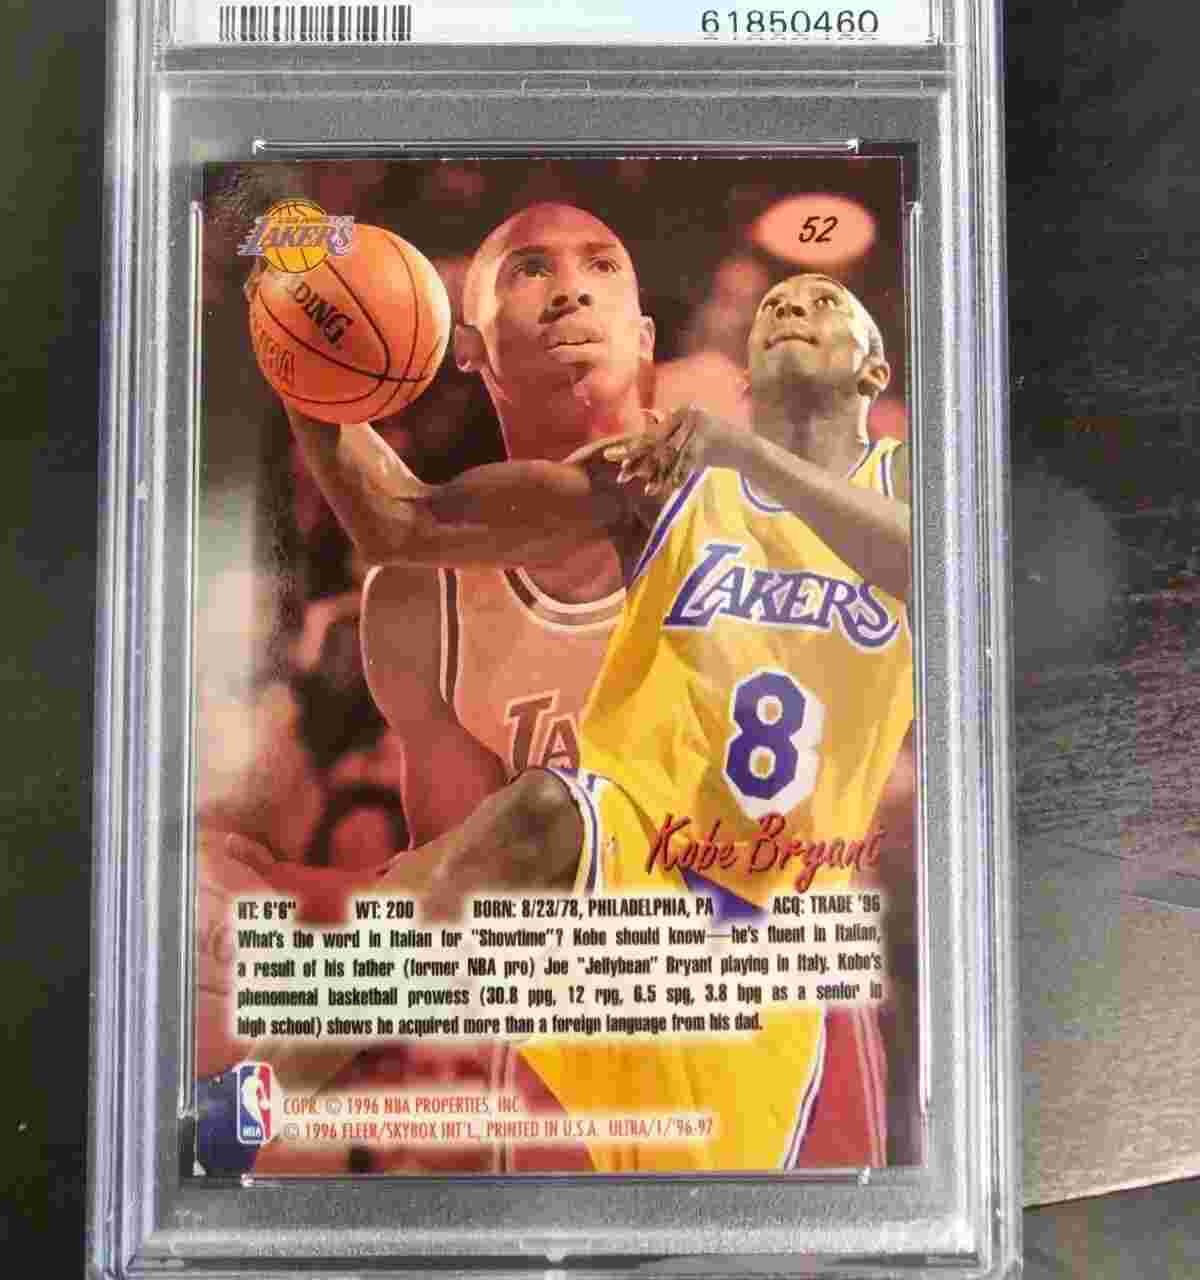 61850460
LAKERS
52
DING
LAKERS
8
LA
Kobe Bryant
HT: 6'6" WT: 200 BORN: 8/23/78, PHILADELPHIA, PA ACQ: TRADE '96
What's the word in Italian for "Showtime"? Kobe should know—he's fluent in Italian,
a result of his father (former NBA pro) Joe "Jellybean" Bryant playing in Italy. Kobe's
phenomenal basketball prowess (30.8 ppg, 12 rpg, 6.5 spg, 3.8 bpg as a senior in
high school) shows he acquired more than a foreign language from his dad.
NBA
COPR. © 1996 NBA PROPERTIES, INC.
© 1996 FLEER/SKYBOX INT'L., PRINTED IN U.S.A. ULTRA/1/'96-97